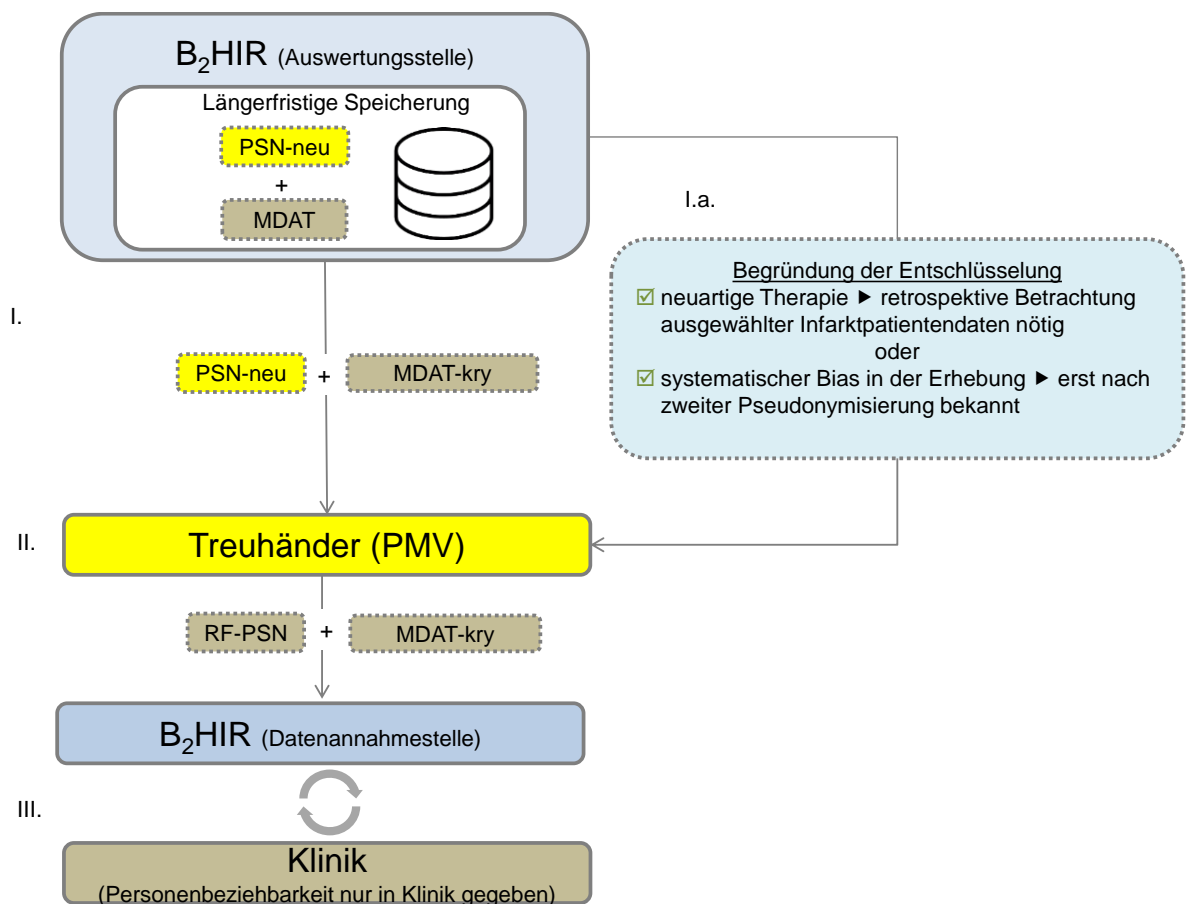 B₂HIR (Auswertungsstelle)
Längerfristige Speicherung
PSN-neu
+
MDAT
I.a.
Begründung der Entschlüsselung
☑ neuartige Therapie ▶ retrospektive Betrachtung
ausgewählter Infarktpatientendaten nötig
oder
☑ systematischer Bias in der Erhebung ▶ erst nach
zweiter Pseudonymisierung bekannt
I.
PSN-neu + MDAT-kry
II.
Treuhänder (PMV)
RF-PSN + MDAT-kry
B₂HIR (Datenannahmestelle)
III.
Klinik
(Personenbeziehbarkeit nur in Klinik gegeben)